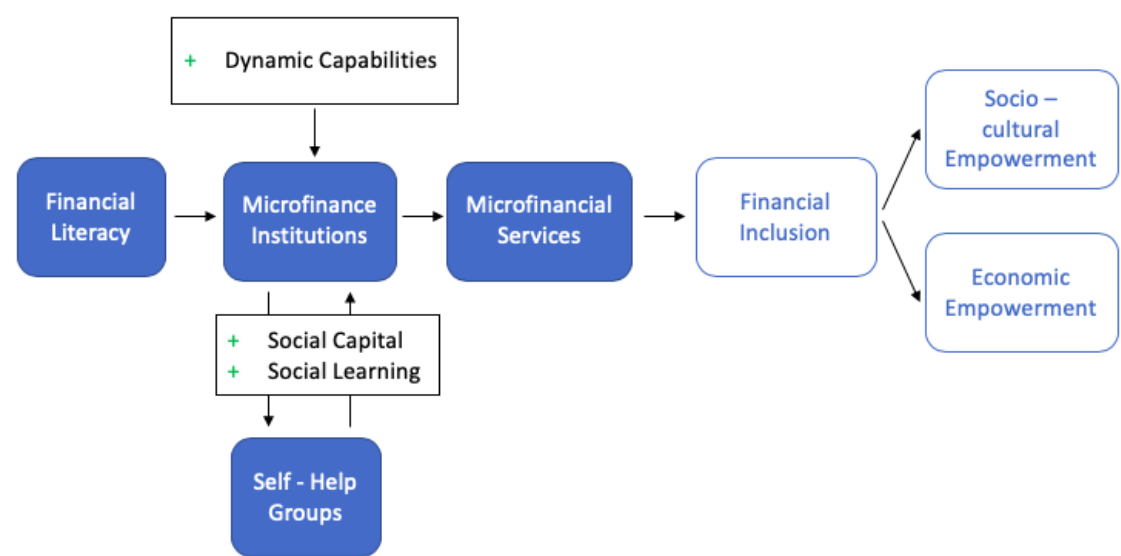 + Dynamic Capabilities
Financial
Literacy
Microfinance
Institutions
Microfinancial
Services
Financial
Inclusion
Socio –
cultural
Empowerment
Economic
Empowerment
+ Social Capital
+ Social Learning
Self - Help
Groups